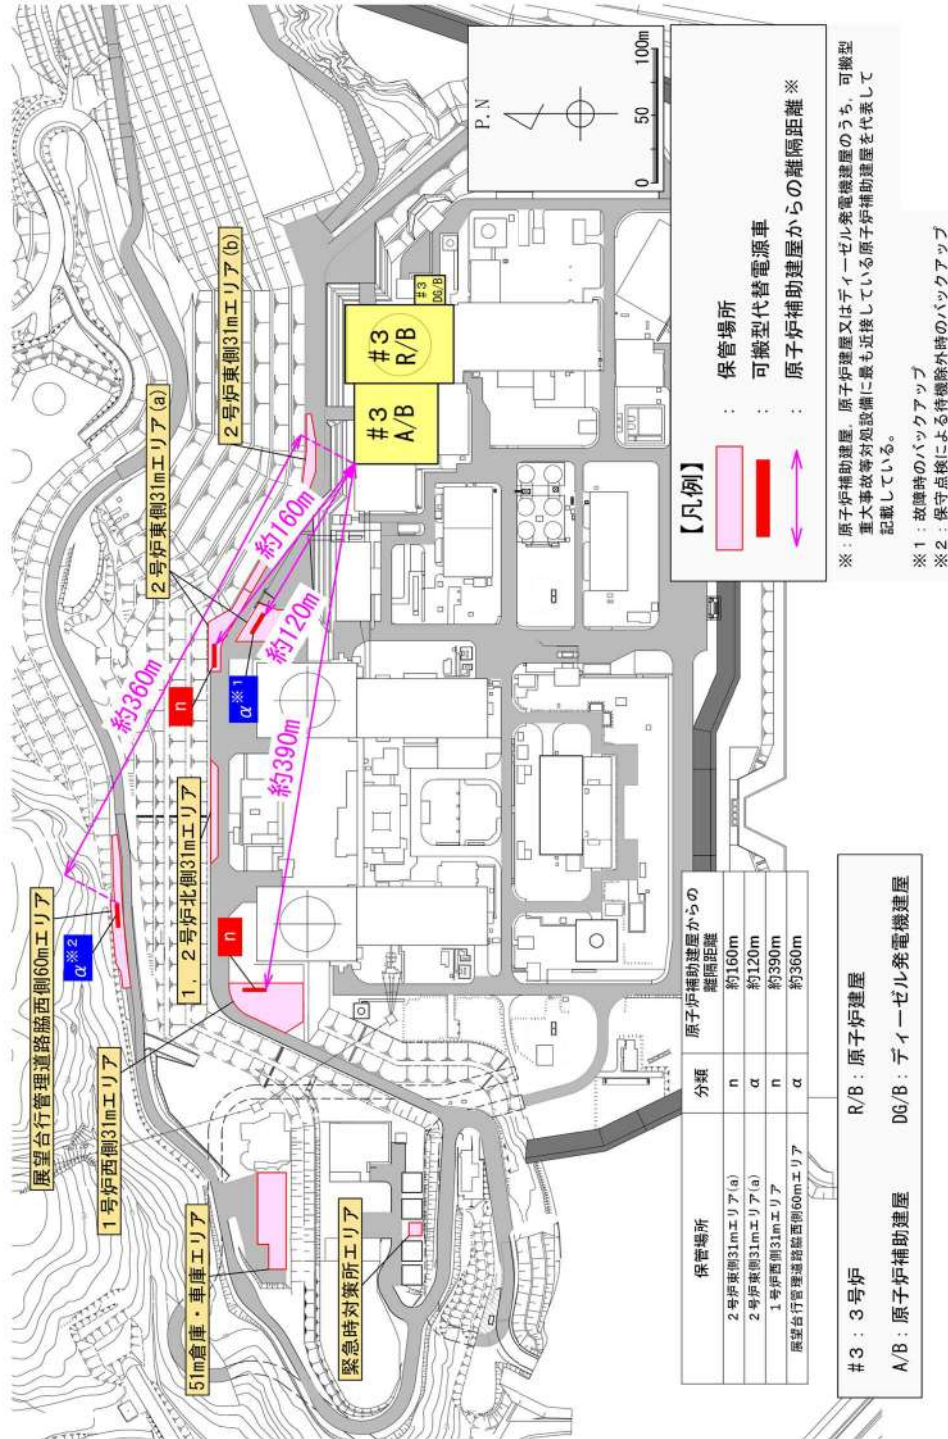 P.N
0 50 100m
2号炉東側31mエリア(b)
2号炉東側31mエリア(a)
1，2号炉北側31mエリア
展望台行管理道路脇西側60mエリア
1号炉西側31mエリア
51m倉庫・車庫エリア
緊急時対策所エリア
約360m
約160m
約120m
約390m
n
α※1
n
α※2
#3
R/B
#3
A/B
#3
DG/B
【凡例】
： 保管場所
： 可搬型代替電源車
： 原子炉補助建屋からの離隔距離※
※：原子炉補助建屋，原子炉建屋又はディーゼル発電機建屋のうち，可搬型
重大事故等対処設備に最も近接している原子炉補助建屋を代表して
記載している。
※1：故障時のバックアップ
※2：保守点検による待機除外時のバックアップ
保管場所 分類 原子炉補助建屋からの
離隔距離
2号炉東側31mエリア(a) n 約160m
2号炉東側31mエリア(a) α 約120m
1号炉西側31mエリア n 約390m
展望台行管理道路脇西側60mエリア α 約360m
#3：3号炉 R/B：原子炉建屋
A/B：原子炉補助建屋 DG/B：ディーゼル発電機建屋